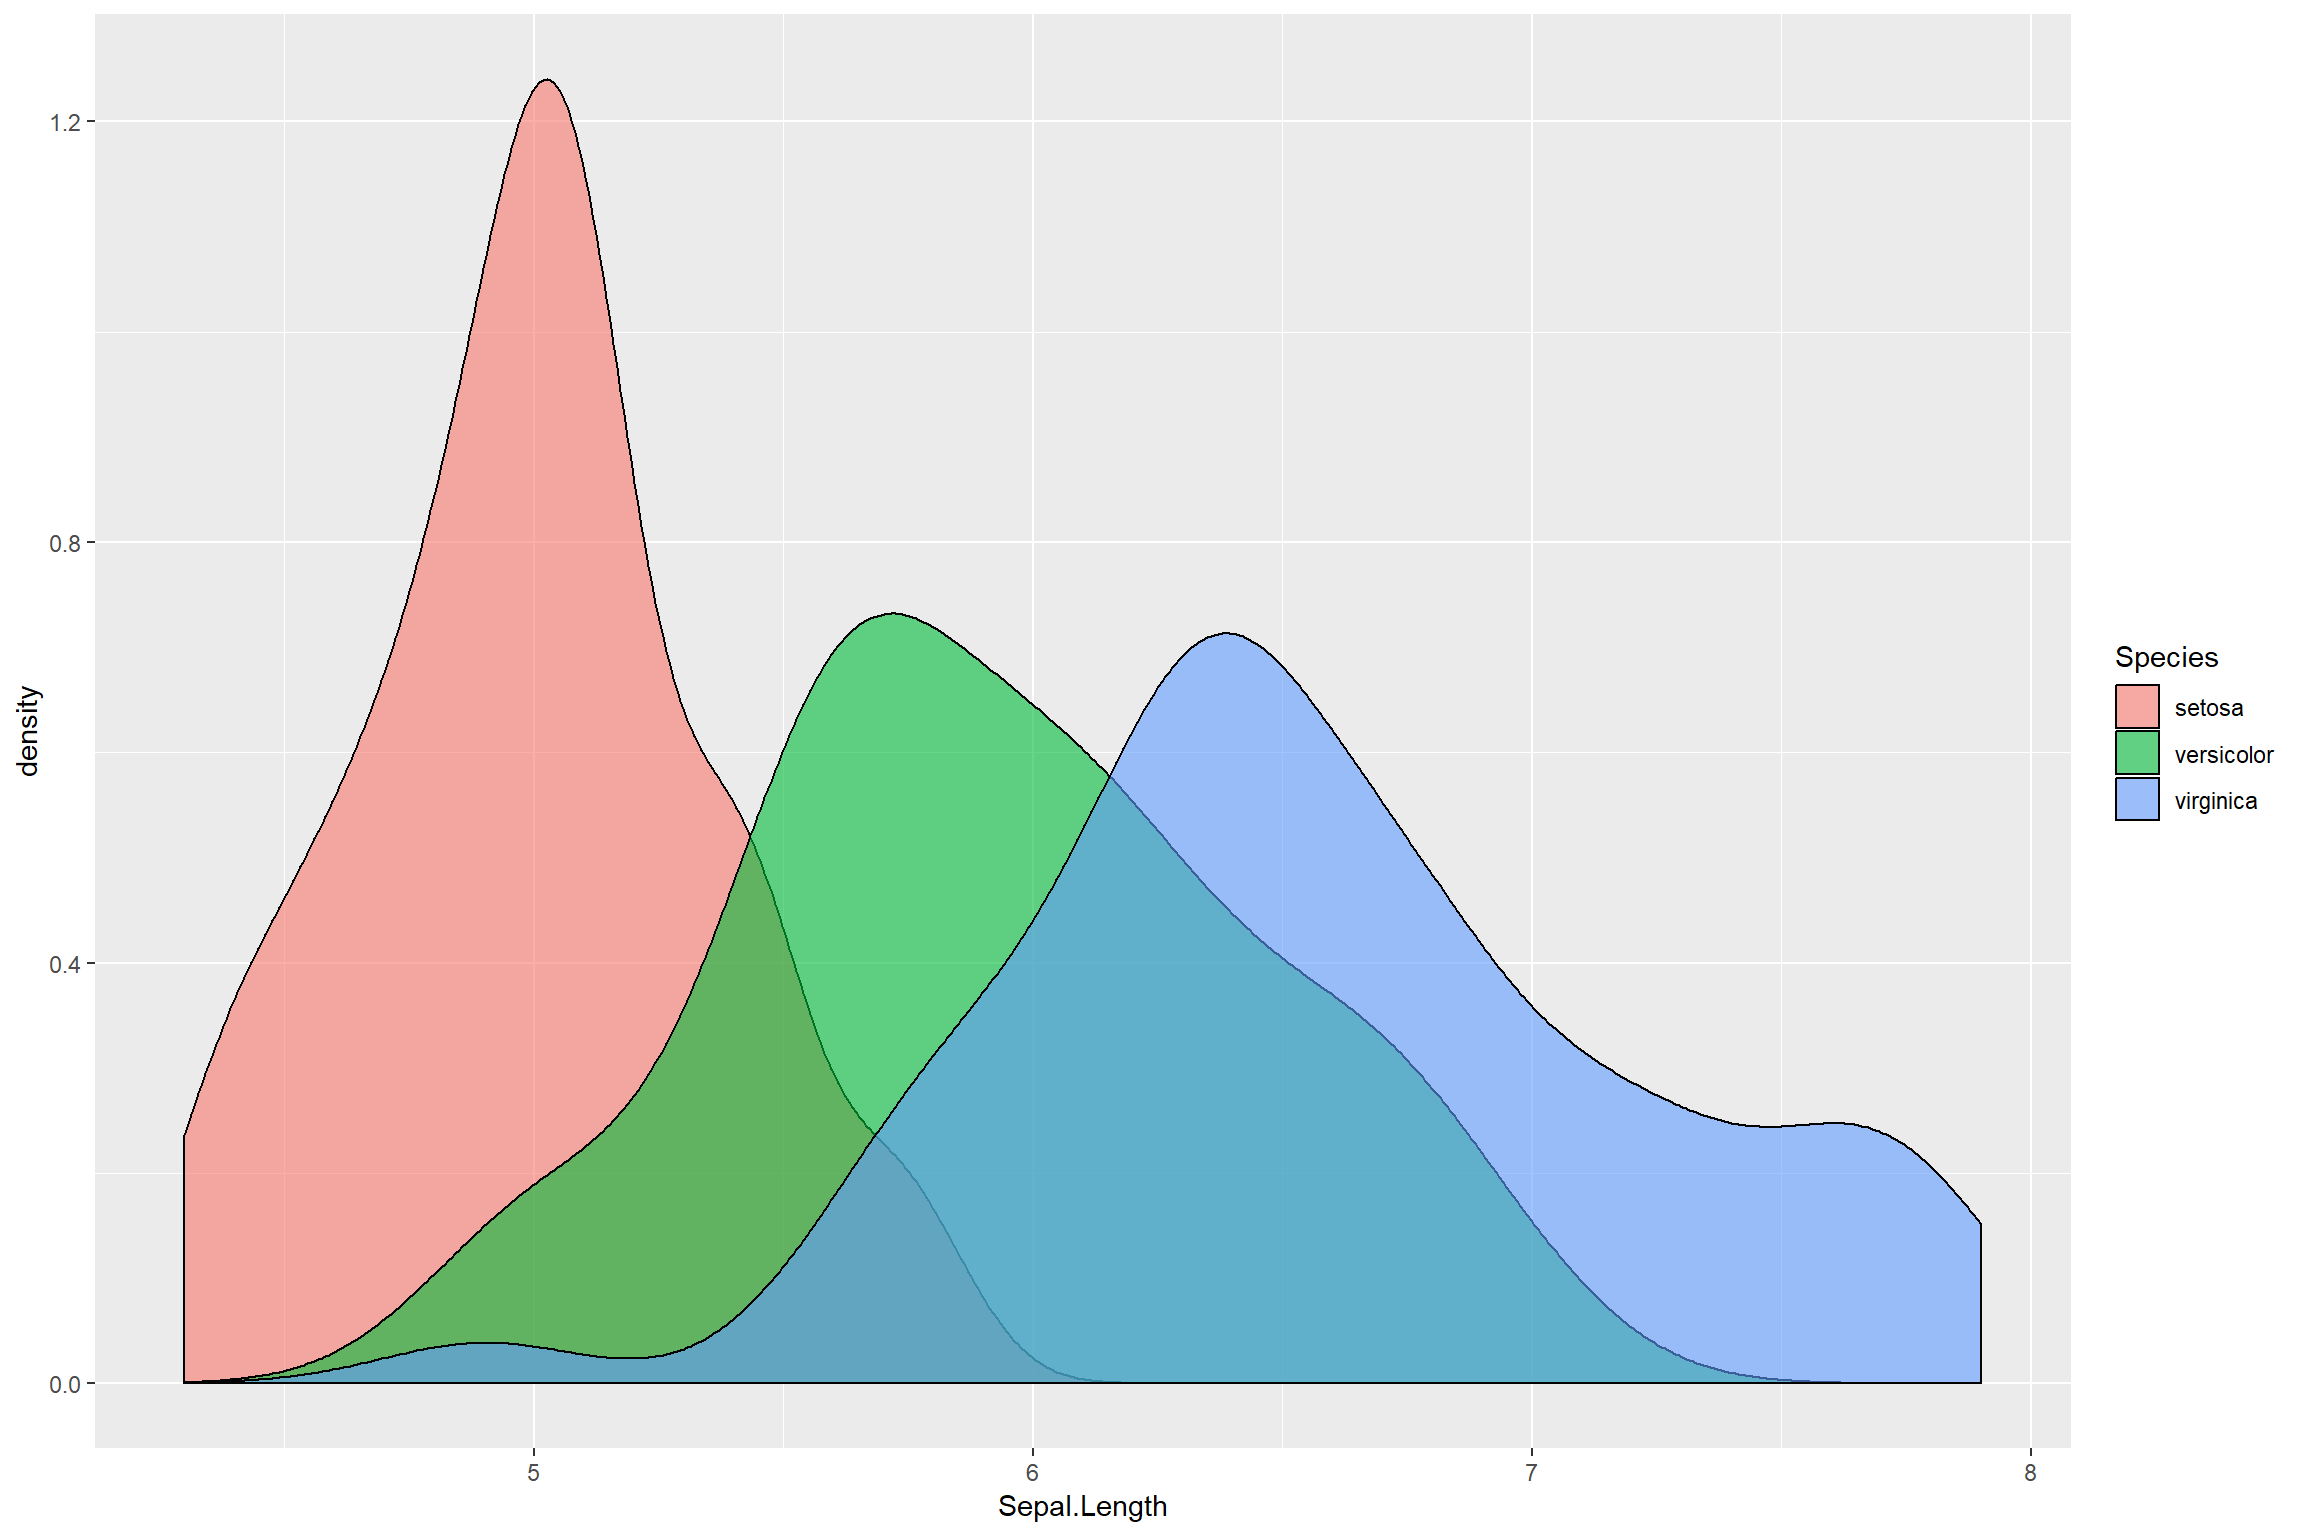 1.2
0.8
0.4
0.0
density
5 6 7 8
Sepal.Length
Species
setosa
versicolor
virginica